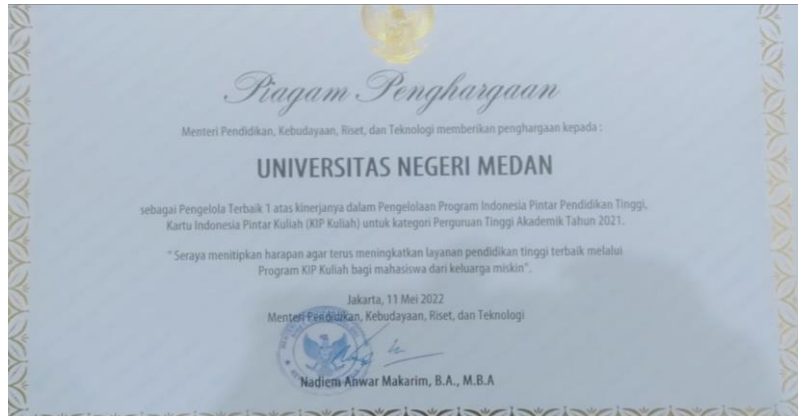 Piagam Penghargaan
Menteri Pendidikan, Kebudayaan, Riset, dan Teknologi memberikan penghargaan kepada :
UNIVERSITAS NEGERI MEDAN
sebagai Pengelola Terbaik 1 atas kinerjanya dalam Pengelolaan Program Indonesia Pintar Pendidikan Tinggi,
Kartu Indonesia Pintar Kuliah (KIP Kuliah) untuk kategori Perguruan Tinggi Akademik Tahun 2021.
" Seraya menitipkan harapan agar terus meningkatkan layanan pendidikan tinggi terbaik melalui
Program KIP Kuliah bagi mahasiswa dari keluarga miskin".
Jakarta, 11 Mei 2022
Menteri Pendidikan, Kebudayaan, Riset, dan Teknologi
Nadiem Anwar Makarim, B.A., M.B.A